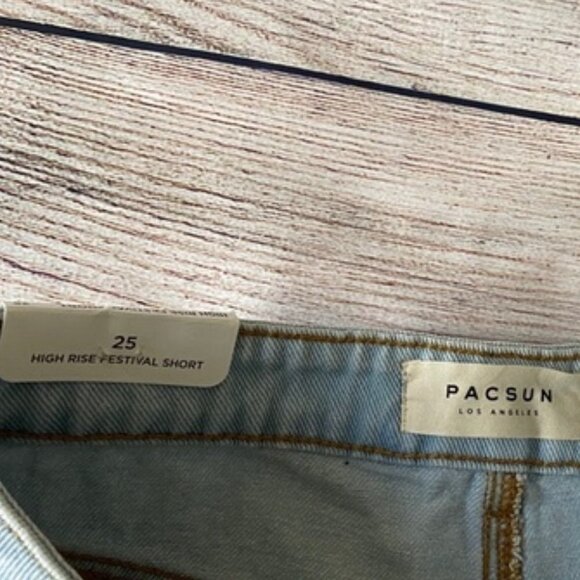 25
HIGH RISE FESTIVAL SHORT
PACSUN
LOS ANGELES